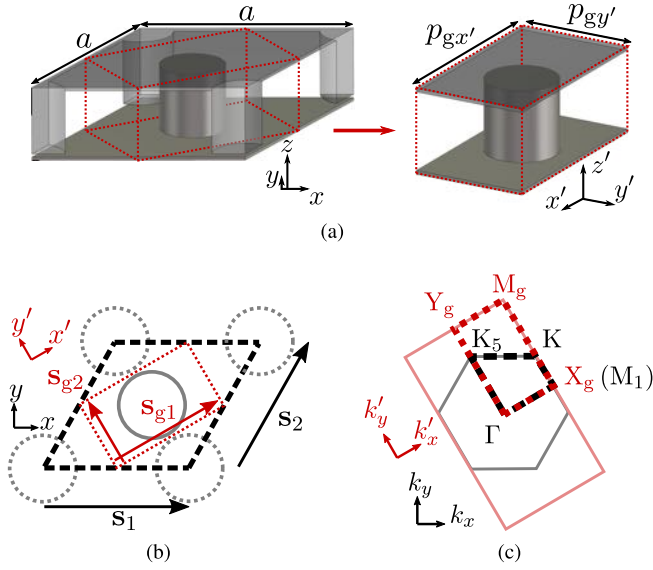 a a
p_gx′ p_gy′
z
y
x
z′
y′
x′
(a)
y′ x′
s_g2
s_g1
y
x
s_2
s_1
(b)
M_g
Y_g
K_5 K
X_g (M_1)
Γ
k′_y k′_x
k_y
k_x
(c)